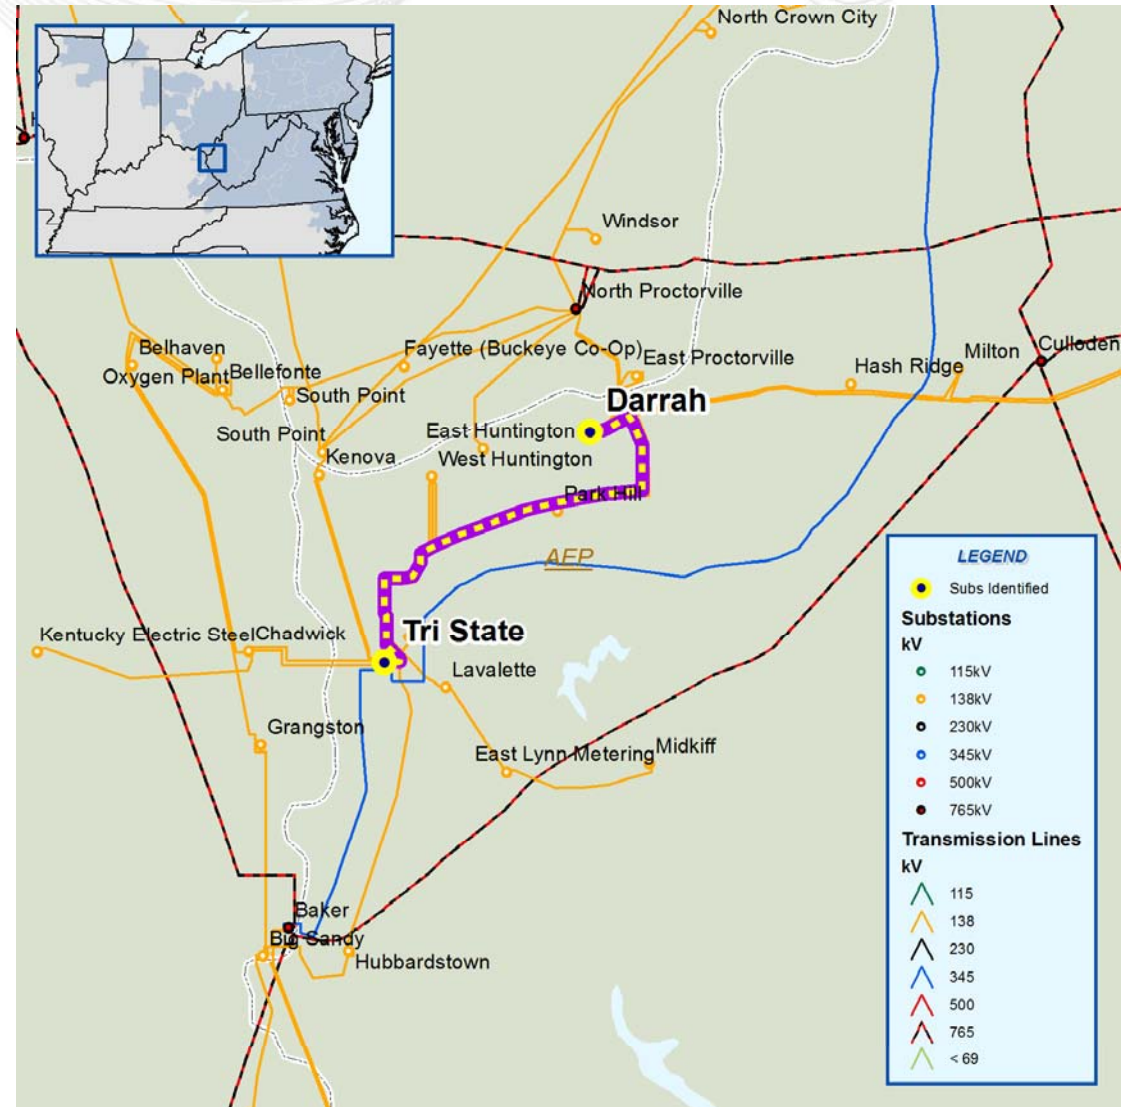 North Crown City
H
Windsor
North Proctorville
Belhaven
Fayette (Buckeye Co-Op)
East Proctorville
Milton
Culloden
Oxygen Plant
Bellefonte
Hash Ridge
South Point
Darrah
South Point
East Huntington
Kenova
West Huntington
Park Hill
AEP
Tri State
Kentucky Electric Steel
Chadwick
Lavalette
Grangston
East Lynn Metering
Midkiff
Baker
Big Sandy
Hubbardstown
LEGEND
Subs Identified
Substations
kV
115kV
138kV
230kV
345kV
500kV
765kV
Transmission Lines
kV
115
138
230
345
500
765
< 69